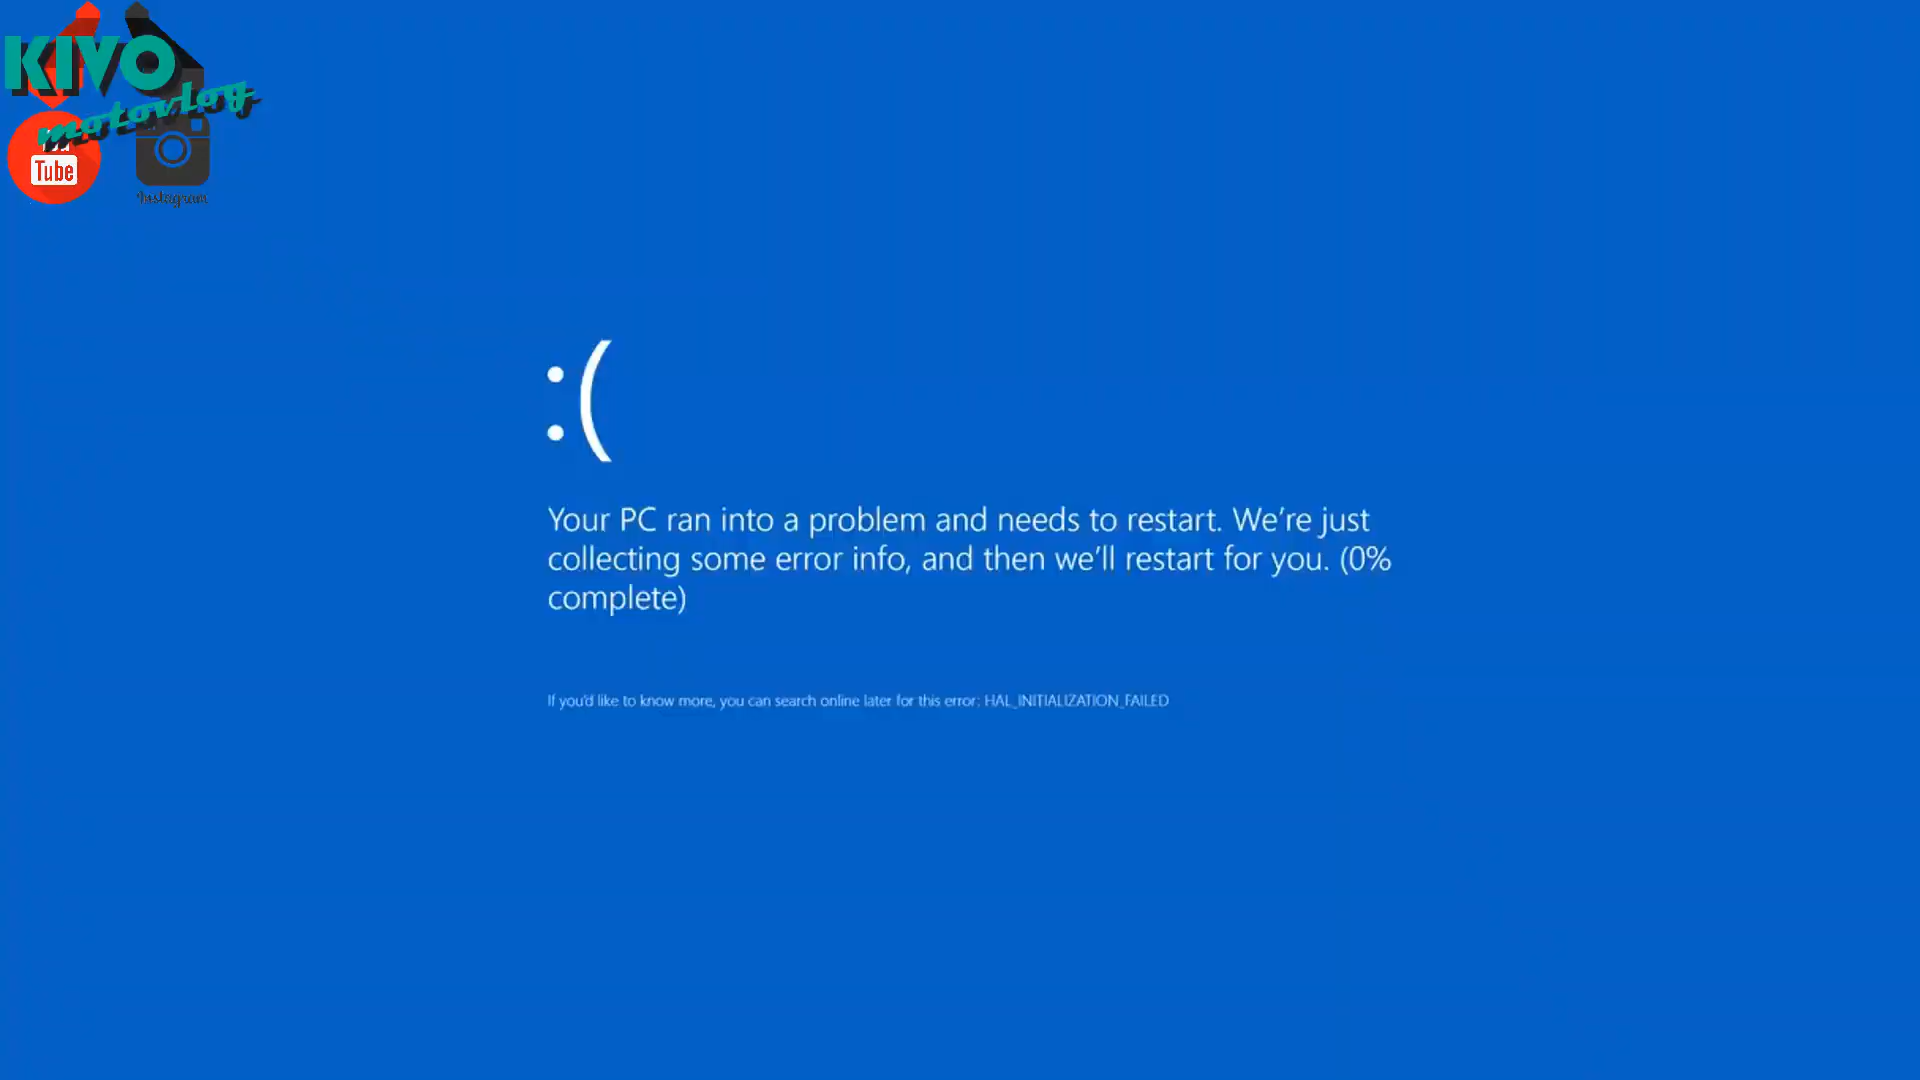 KIVO
motovlog
Tube
Instagram
:(
Your PC ran into a problem and needs to restart. We're just
collecting some error info, and then we'll restart for you. (0%
complete)
If you'd like to know more, you can search online later for this error: HAL_INITIALIZATION_FAILED